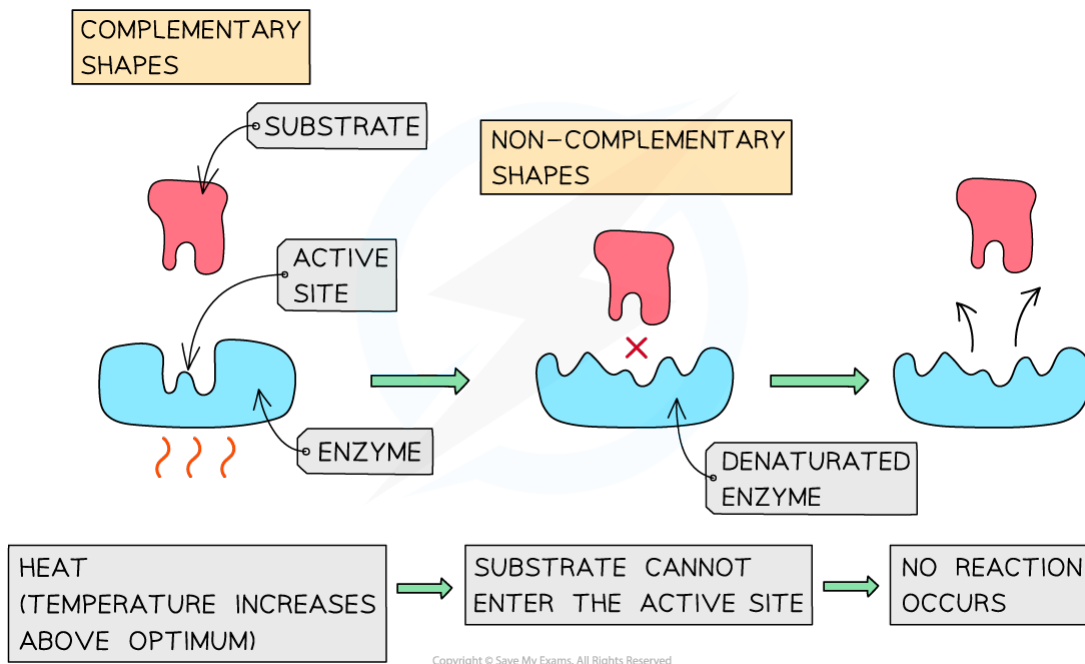 COMPLEMENTARY
SHAPES
SUBSTRATE
NON-COMPLEMENTARY
SHAPES
ACTIVE
SITE
ENZYME
DENATURATED
ENZYME
HEAT
(TEMPERATURE INCREASES
ABOVE OPTIMUM)
SUBSTRATE CANNOT
ENTER THE ACTIVE SITE
NO REACTION
OCCURS
Copyright © Save My Exams. All Rights Reserved